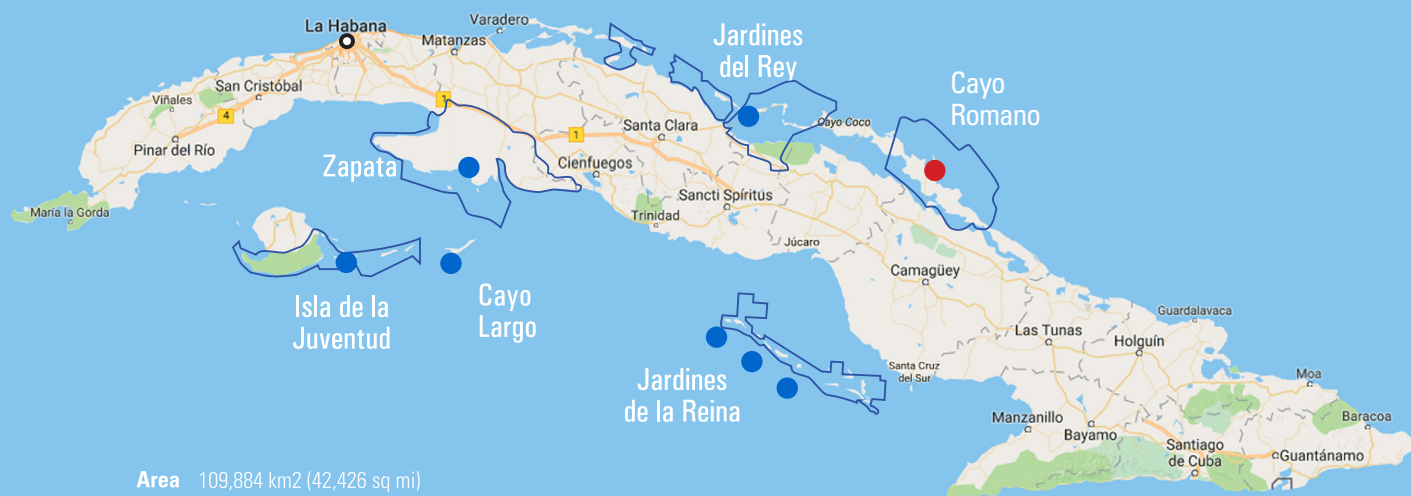 La Habana
Varadero
Matanzas
Jardines
del Rey
Cayo
Romano
San Cristóbal
Viñales
1
4
Pinar del Río
1
Santa Clara
Cayo Coco
Zapata
Cienfuegos
Sancti Spíritus
Trinidad
María la Gorda
Júcaro
Camagüey
Isla de la
Juventud
Cayo
Largo
Guardalavaca
Las Tunas
Holguín
Santa Cruz
del Sur
Jardines
de la Reina
Moa
Manzanillo
Bayamo
Baracoa
Santiago
de Cuba
Guantánamo
Area 109,884 km2 (42,426 sq mi)